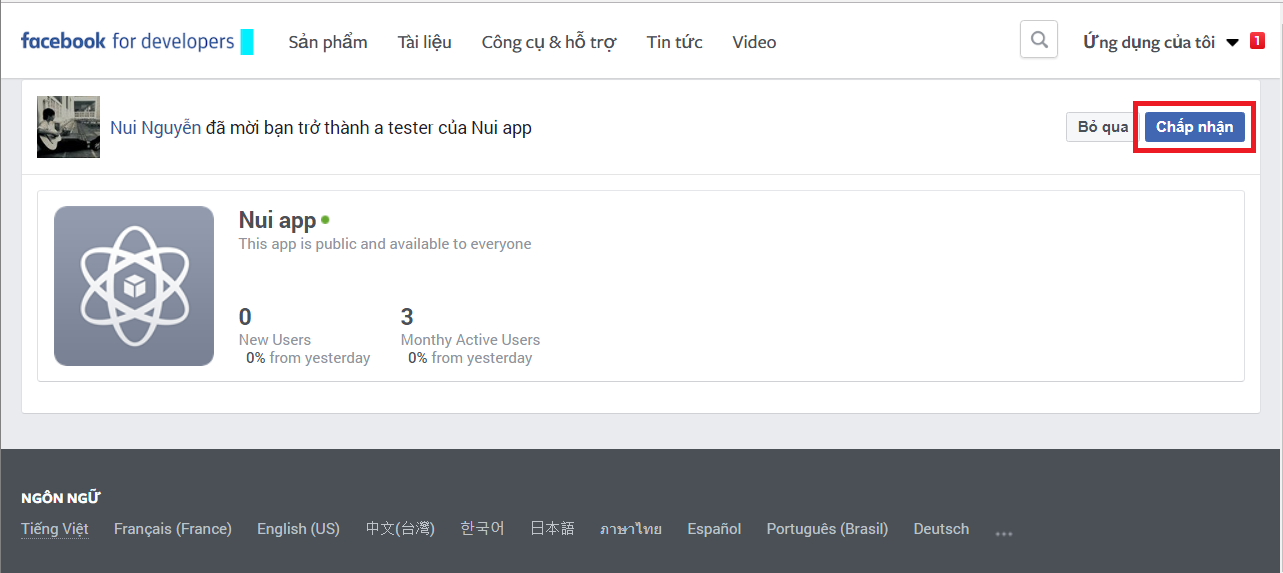 facebook for developers Sản phẩm Tài liệu Công cụ & hỗ trợ Tin tức Video Ứng dụng của tôi 1
Nui Nguyễn đã mời bạn trở thành a tester của Nui app Bỏ qua Chấp nhận
Nui app
This app is public and available to everyone
0 3
New Users Monthy Active Users
0% from yesterday 0% from yesterday
NGÔN NGỮ
Tiếng Việt Français (France) English (US) 中文(台灣) 한국어 日本語 ภาษาไทย Español Português (Brasil) Deutsch ...